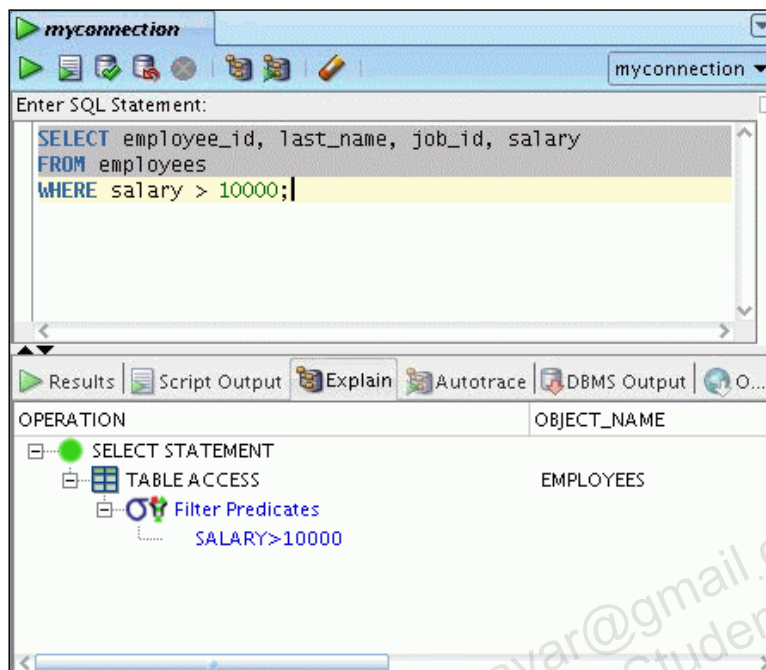 myconnection
myconnection
Enter SQL Statement:
SELECT employee_id, last_name, job_id, salary
FROM employees
WHERE salary > 10000;
Results Script Output Explain Autotrace DBMS Output O...
OPERATION OBJECT_NAME
SELECT STATEMENT
TABLE ACCESS EMPLOYEES
Filter Predicates
SALARY>10000